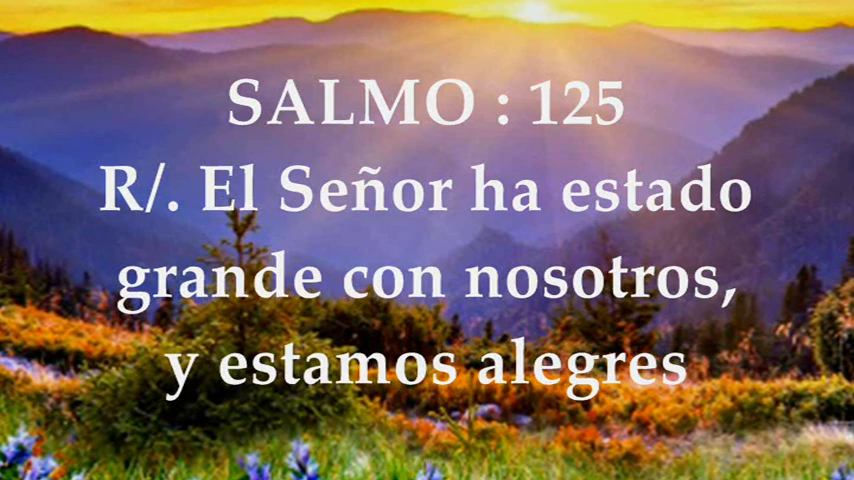 SALMO : 125
R/. El Señor ha estado
grande con nosotros,
y estamos alegres